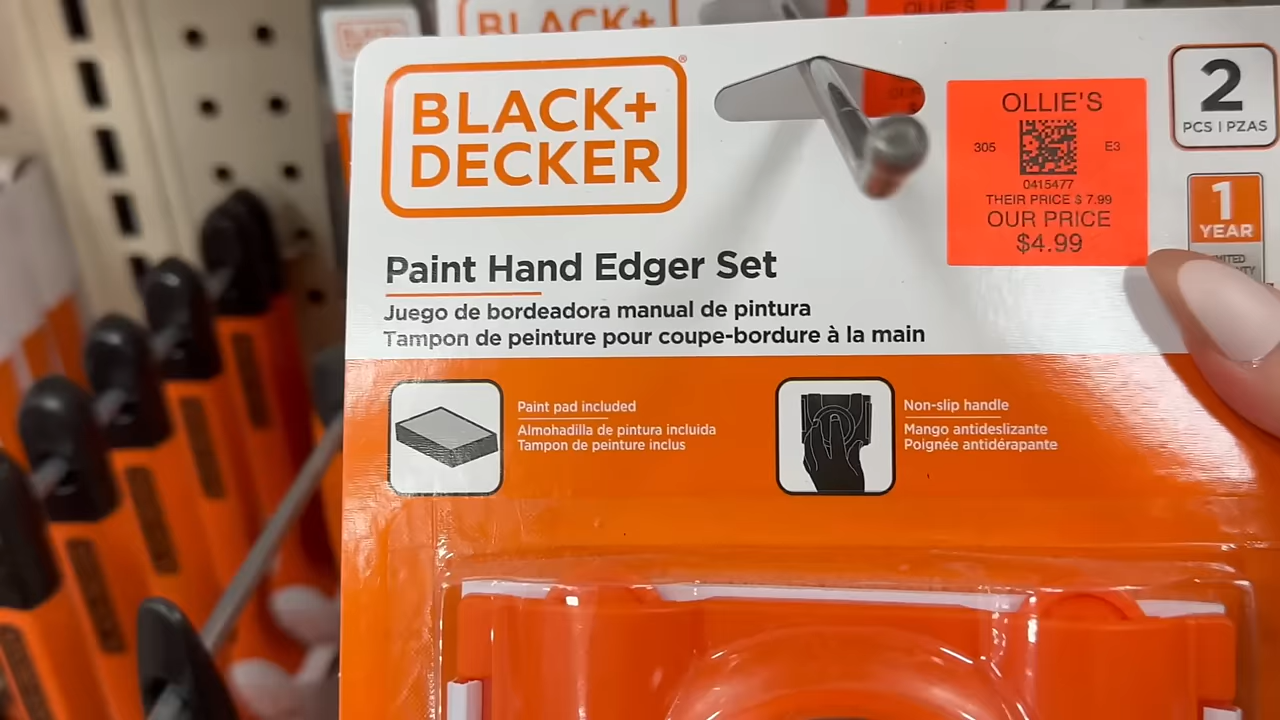 BLACK+
OLLIE'S
BLACK+
DECKER
®
OLLIE'S
305
E3
0415477
THEIR PRICE $ 7.99
OUR PRICE
$4.99
2
PCS | PZAS
1
YEAR
Paint Hand Edger Set
Juego de bordeadora manual de pintura
Tampon de peinture pour coupe-bordure à la main
Paint pad included
Almohadilla de pintura incluida
Tampon de peinture inclus
Non-slip handle
Mango antideslizante
Poignée antidérapante